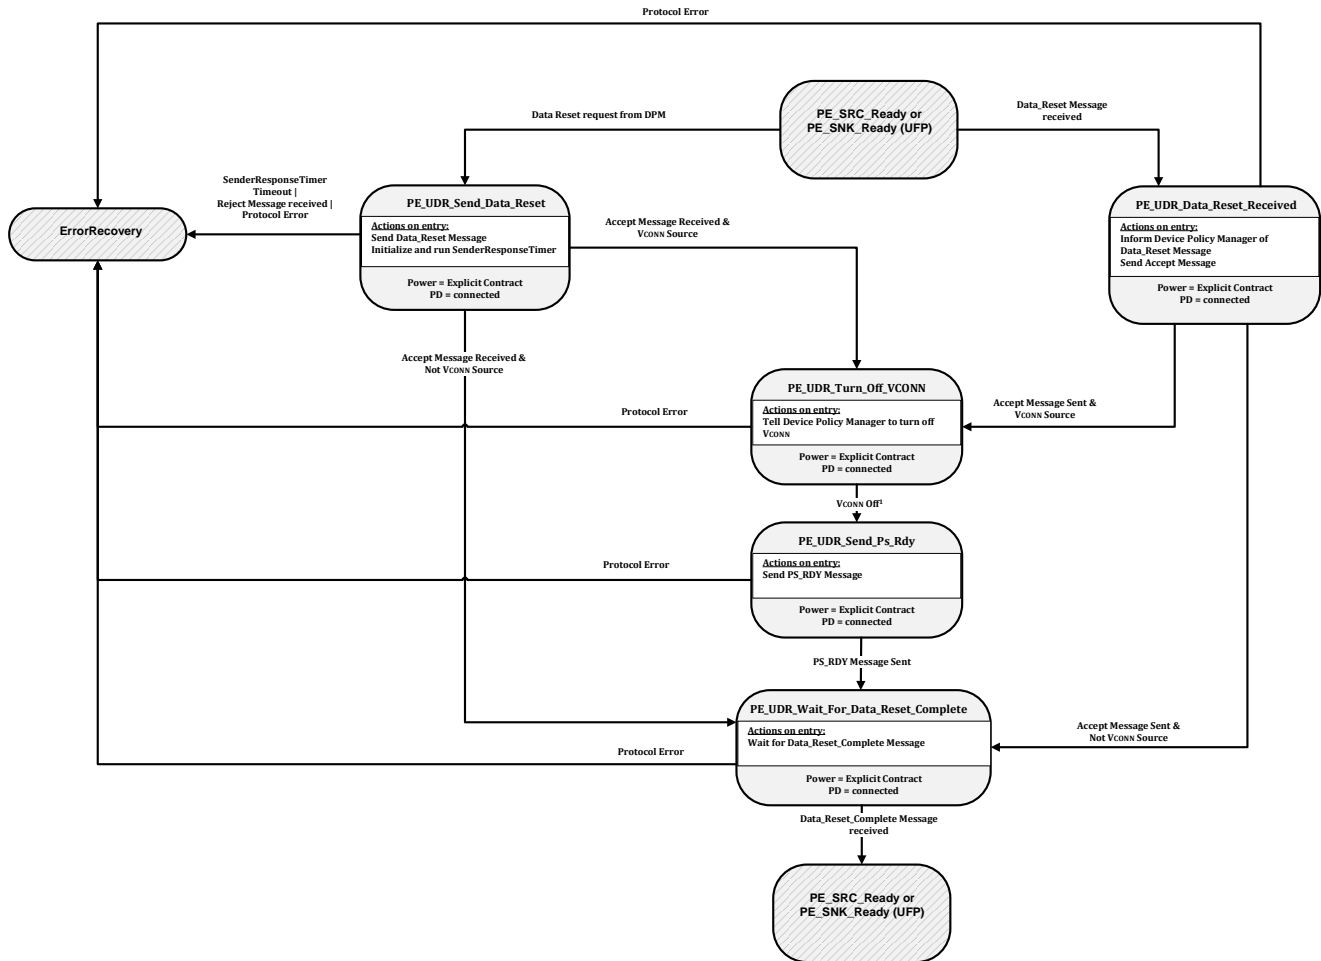 Protocol Error
PE_SRC_Ready or
PE_SNK_Ready (UFP)
Data Reset request from DPM
Data_Reset Message
received
SenderResponseTimer
Timeout |
Reject Message received |
Protocol Error
ErrorRecovery
PE_UDR_Send_Data_Reset
Actions on entry:
Send Data_Reset Message
Initialize and run SenderResponseTimer
Power = Explicit Contract
PD = connected
Accept Message Received &
VCONN Source
PE_UDR_Data_Reset_Received
Actions on entry:
Inform Device Policy Manager of
Data_Reset Message
Send Accept Message
Power = Explicit Contract
PD = connected
Accept Message Received &
Not VCONN Source
PE_UDR_Turn_Off_VCONN
Actions on entry:
Tell Device Policy Manager to turn off
VCONN
Power = Explicit Contract
PD = connected
Protocol Error
Accept Message Sent &
VCONN Source
VCONN Off¹
PE_UDR_Send_Ps_Rdy
Actions on entry:
Send PS_RDY Message
Power = Explicit Contract
PD = connected
Protocol Error
PS_RDY Message Sent
PE_UDR_Wait_For_Data_Reset_Complete
Actions on entry:
Wait for Data_Reset_Complete Message
Power = Explicit Contract
PD = connected
Protocol Error
Accept Message Sent &
Not VCONN Source
Data_Reset_Complete Message
received
PE_SRC_Ready or
PE_SNK_Ready (UFP)